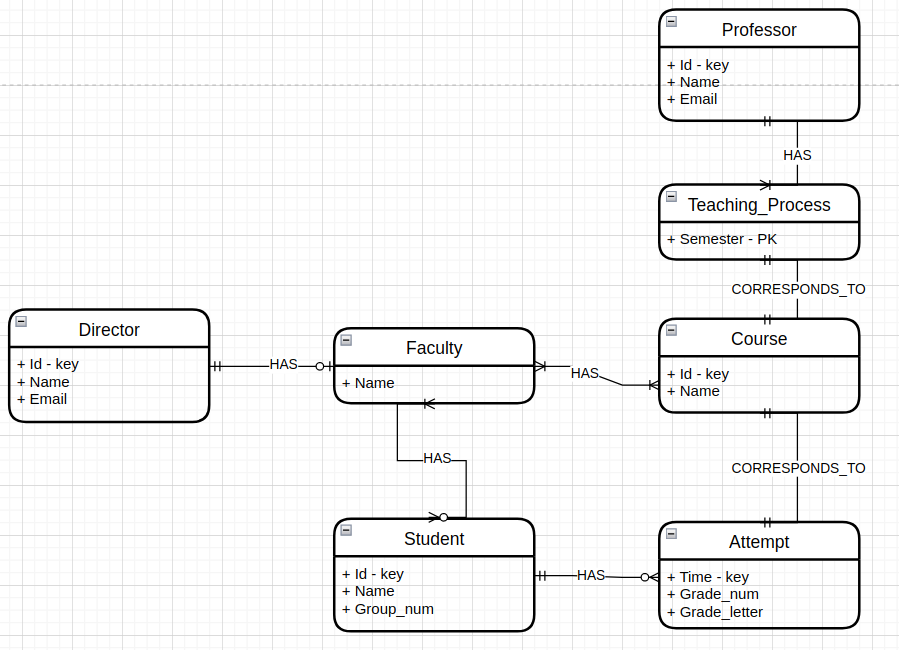 Professor
+ Id - key
+ Name
+ Email
HAS
Teaching_Process
+ Semester - PK
CORRESPONDS_TO
Director
+ Id - key
+ Name
+ Email
HAS
Faculty
+ Name
HAS
Course
+ Id - key
+ Name
HAS
CORRESPONDS_TO
Student
+ Id - key
+ Name
+ Group_num
HAS
Attempt
+ Time - key
+ Grade_num
+ Grade_letter